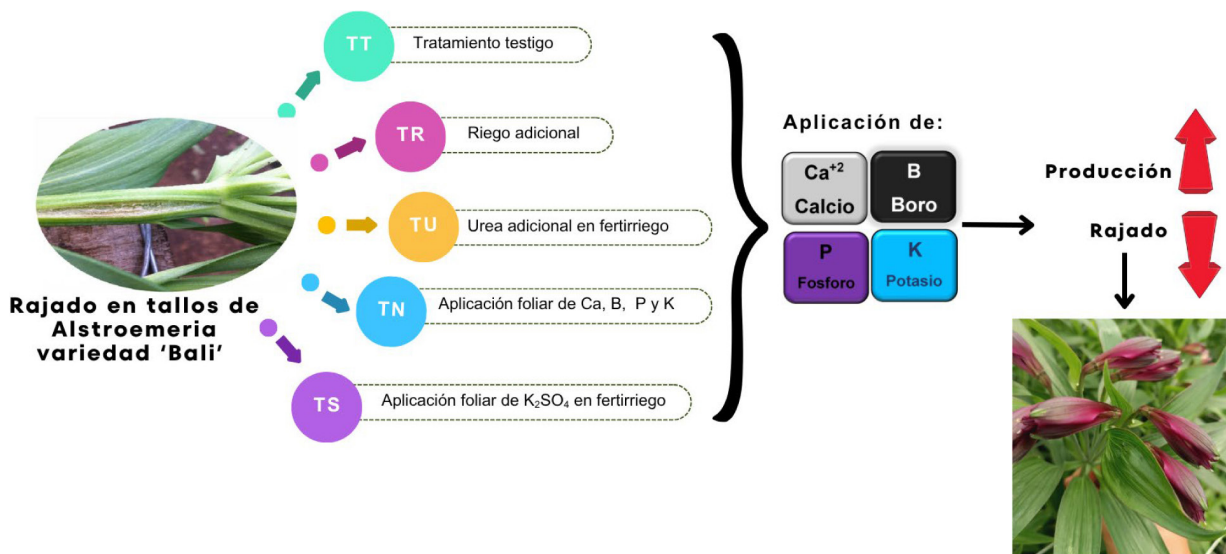 TT
Tratamiento testigo
TR
Riego adicional
TU
Urea adicional en fertirriego
TN
Aplicación foliar de Ca, B, P y K
TS
Aplicación foliar de K₂SO₄ en fertirriego
Rajado en tallos de
Alstroemeria
variedad ‘Bali’
Aplicación de:
Ca⁺²
Calcio
B
Boro
P
Fosforo
K
Potasio
Producción
Rajado